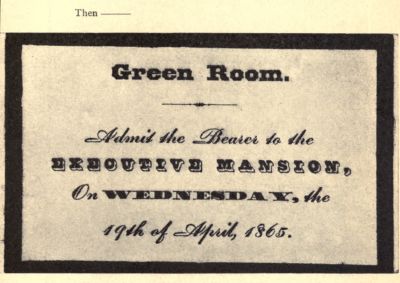 Then ——
Green Room.
Admit the Bearer to the
EXECUTIVE MANSION,
On WEDNESDAY, the
19th of April, 1865.